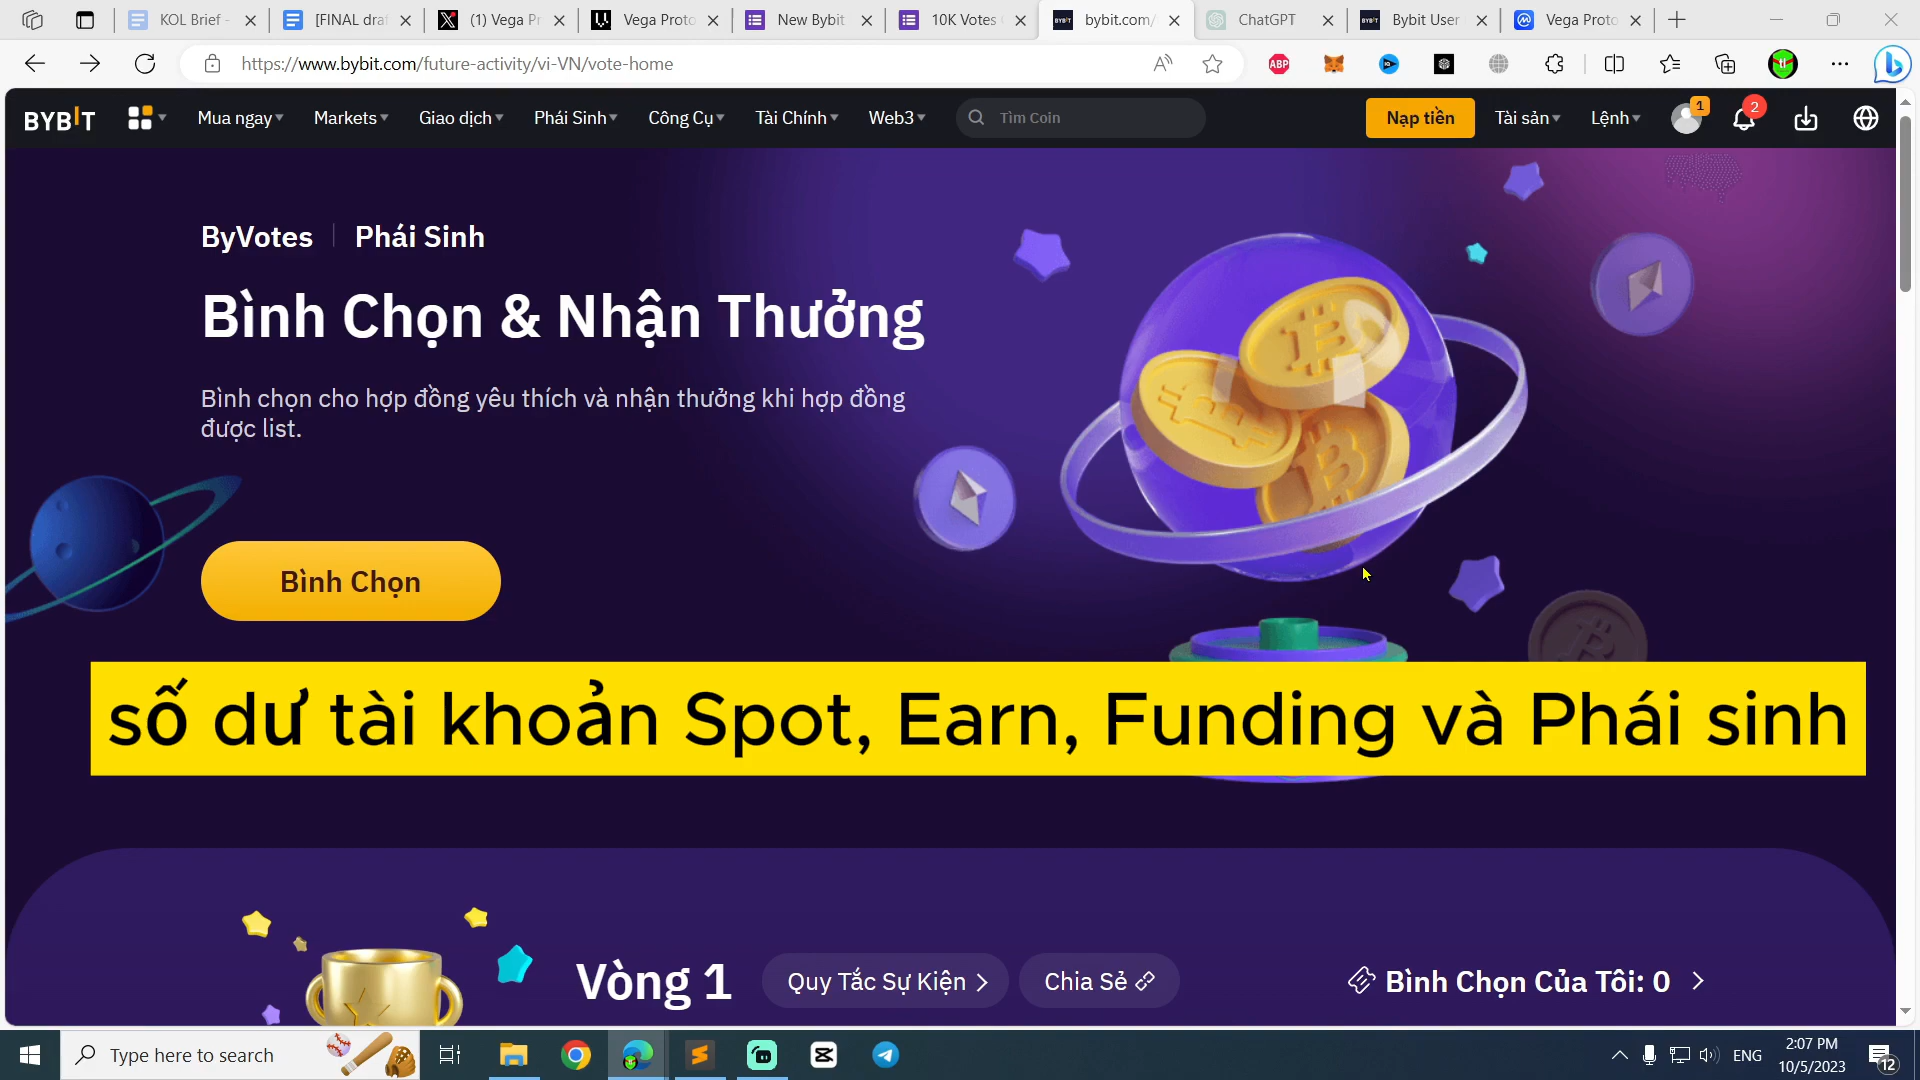 KOL Brief -
[FINAL dra
(1) Vega Pr
Vega Proto
New Bybit
10K Votes
bybit.com/
ChatGPT
Bybit User
Vega Proto
https://www.bybit.com/future-activity/vi-VN/vote-home
ABP
BYBIT
Mua ngay
Markets
Giao dịch
Phái Sinh
Công Cụ
Tài Chính
Web3
Tìm Coin
Nạp tiền
Tài sản
Lệnh
1
2
ByVotes | Phái Sinh
Bình Chọn & Nhận Thưởng
Bình chọn cho hợp đồng yêu thích và nhận thưởng khi hợp đồng
được list.
Bình Chọn
số dư tài khoản Spot, Earn, Funding và Phái sinh
Vòng 1
Quy Tắc Sự Kiện
Chia Sẻ
Bình Chọn Của Tôi: 0
Type here to search
ENG
2:07 PM
10/5/2023
12